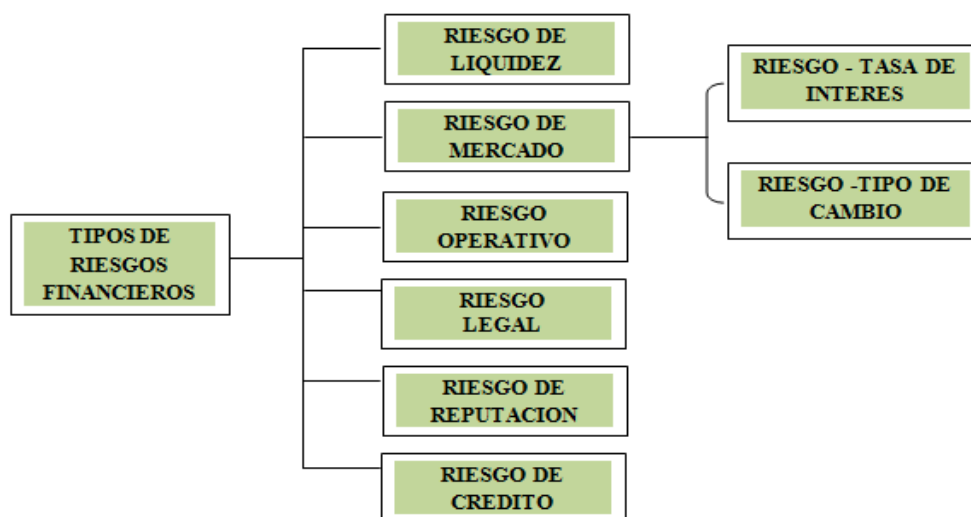 TIPOS DE
RIESGOS
FINANCIEROS
RIESGO DE
LIQUIDEZ
RIESGO DE
MERCADO
RIESGO - TASA DE
INTERES
RIESGO -TIPO DE
CAMBIO
RIESGO
OPERATIVO
RIESGO
LEGAL
RIESGO DE
REPUTACION
RIESGO DE
CREDITO